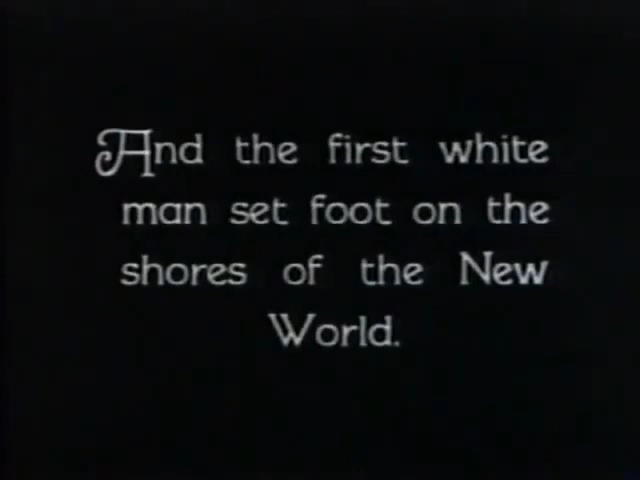 And the first white
man set foot on the
shores of the New
World.